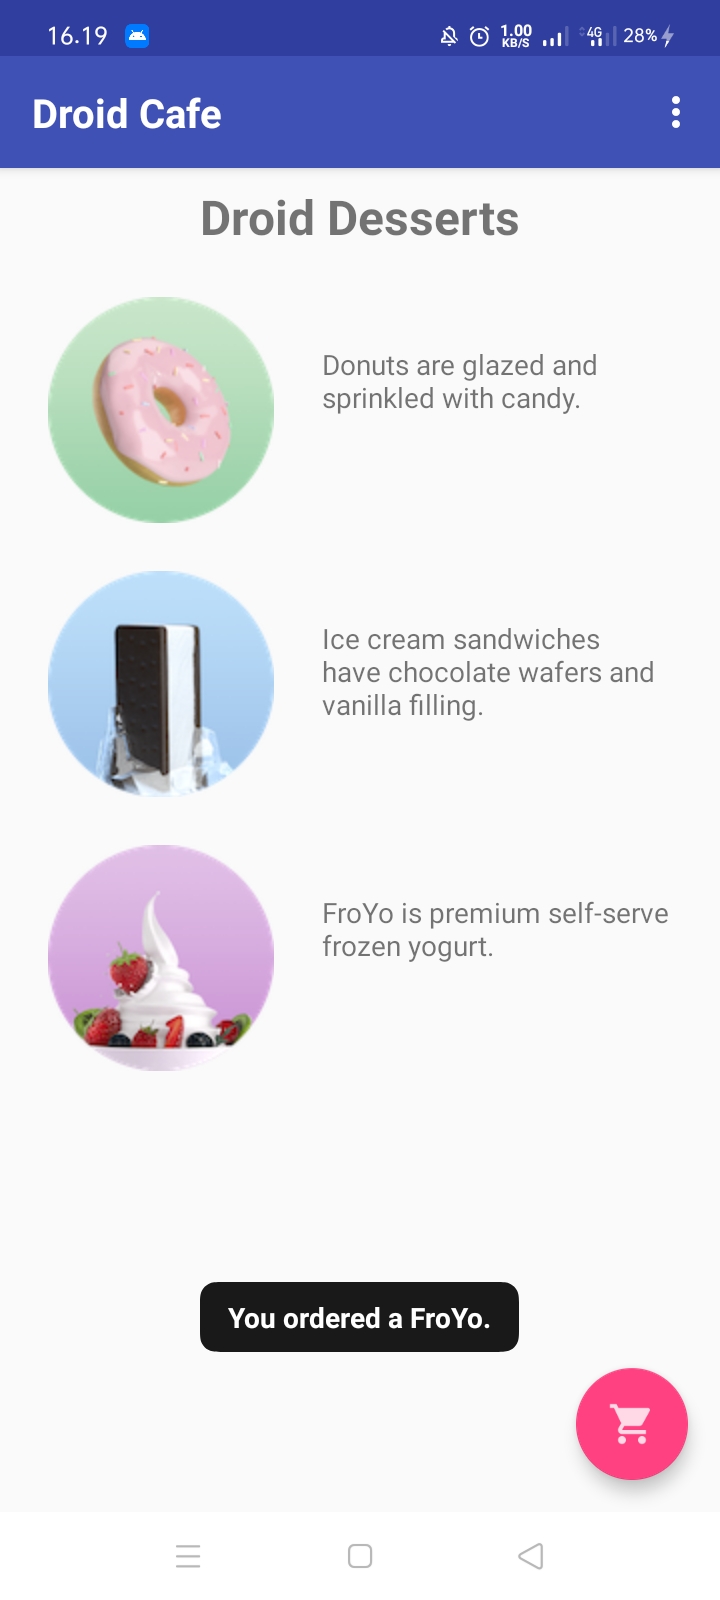 16.19
1.00
KB/S
4G
28%
Droid Cafe
Droid Desserts
Donuts are glazed and
sprinkled with candy.
Ice cream sandwiches
have chocolate wafers and
vanilla filling.
FroYo is premium self-serve
frozen yogurt.
You ordered a FroYo.